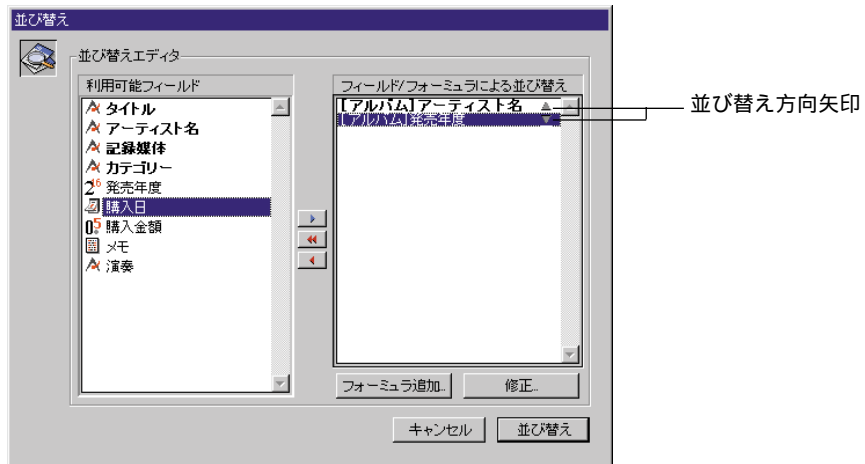 並び替え
並び替えエディタ
利用可能フィールド
タイトル
アーティスト名
記録媒体
カテゴリー
発売年度
購入日
購入金額
メモ
演奏
フィールド/フォーミュラによる並び替え
[アルバム]アーティスト名
[アルバム]発売年度
並び替え方向矢印
フォーミュラ追加..
修正..
キャンセル
並び替え